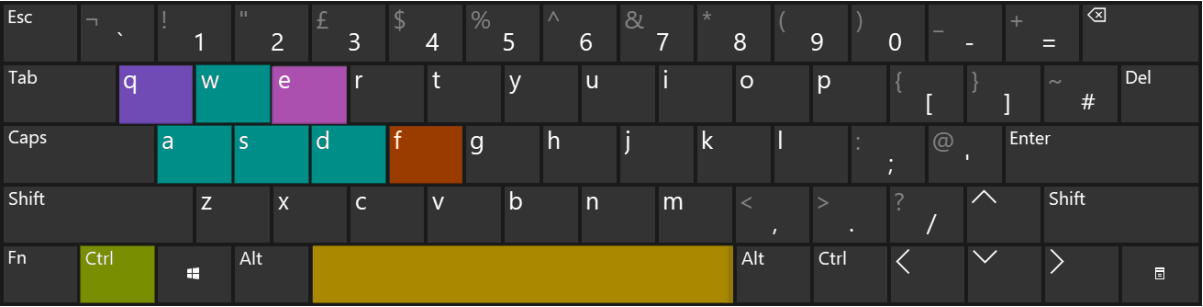 Esc ¬ ` ! 1 " 2 £ 3 $ 4 % 5 ^ 6 & 7 * 8 ( 9 ) 0 _ - + =
Tab q w e r t y u i o p { [ } ] ~ # Del
Caps a s d f g h j k l : ; @ ' Enter
Shift z x c v b n m < , > . ? / Shift
Fn Ctrl Alt Alt Ctrl